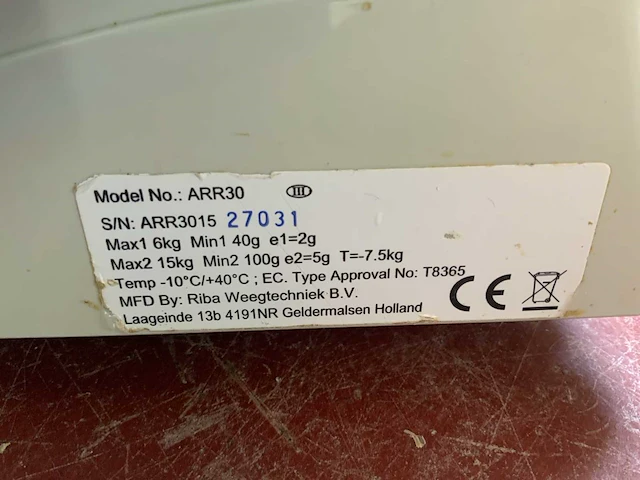 Model No.: ARR30 III
S/N: ARR3015 27031
Max1 6kg Min1 40g e1=2g
Max2 15kg Min2 100g e2=5g T=-7.5kg
Temp -10°C/+40°C ; EC. Type Approval No: T8365
MFD By: Riba Weegtechniek B.V.
Laageinde 13b 4191NR Geldermalsen Holland
CE